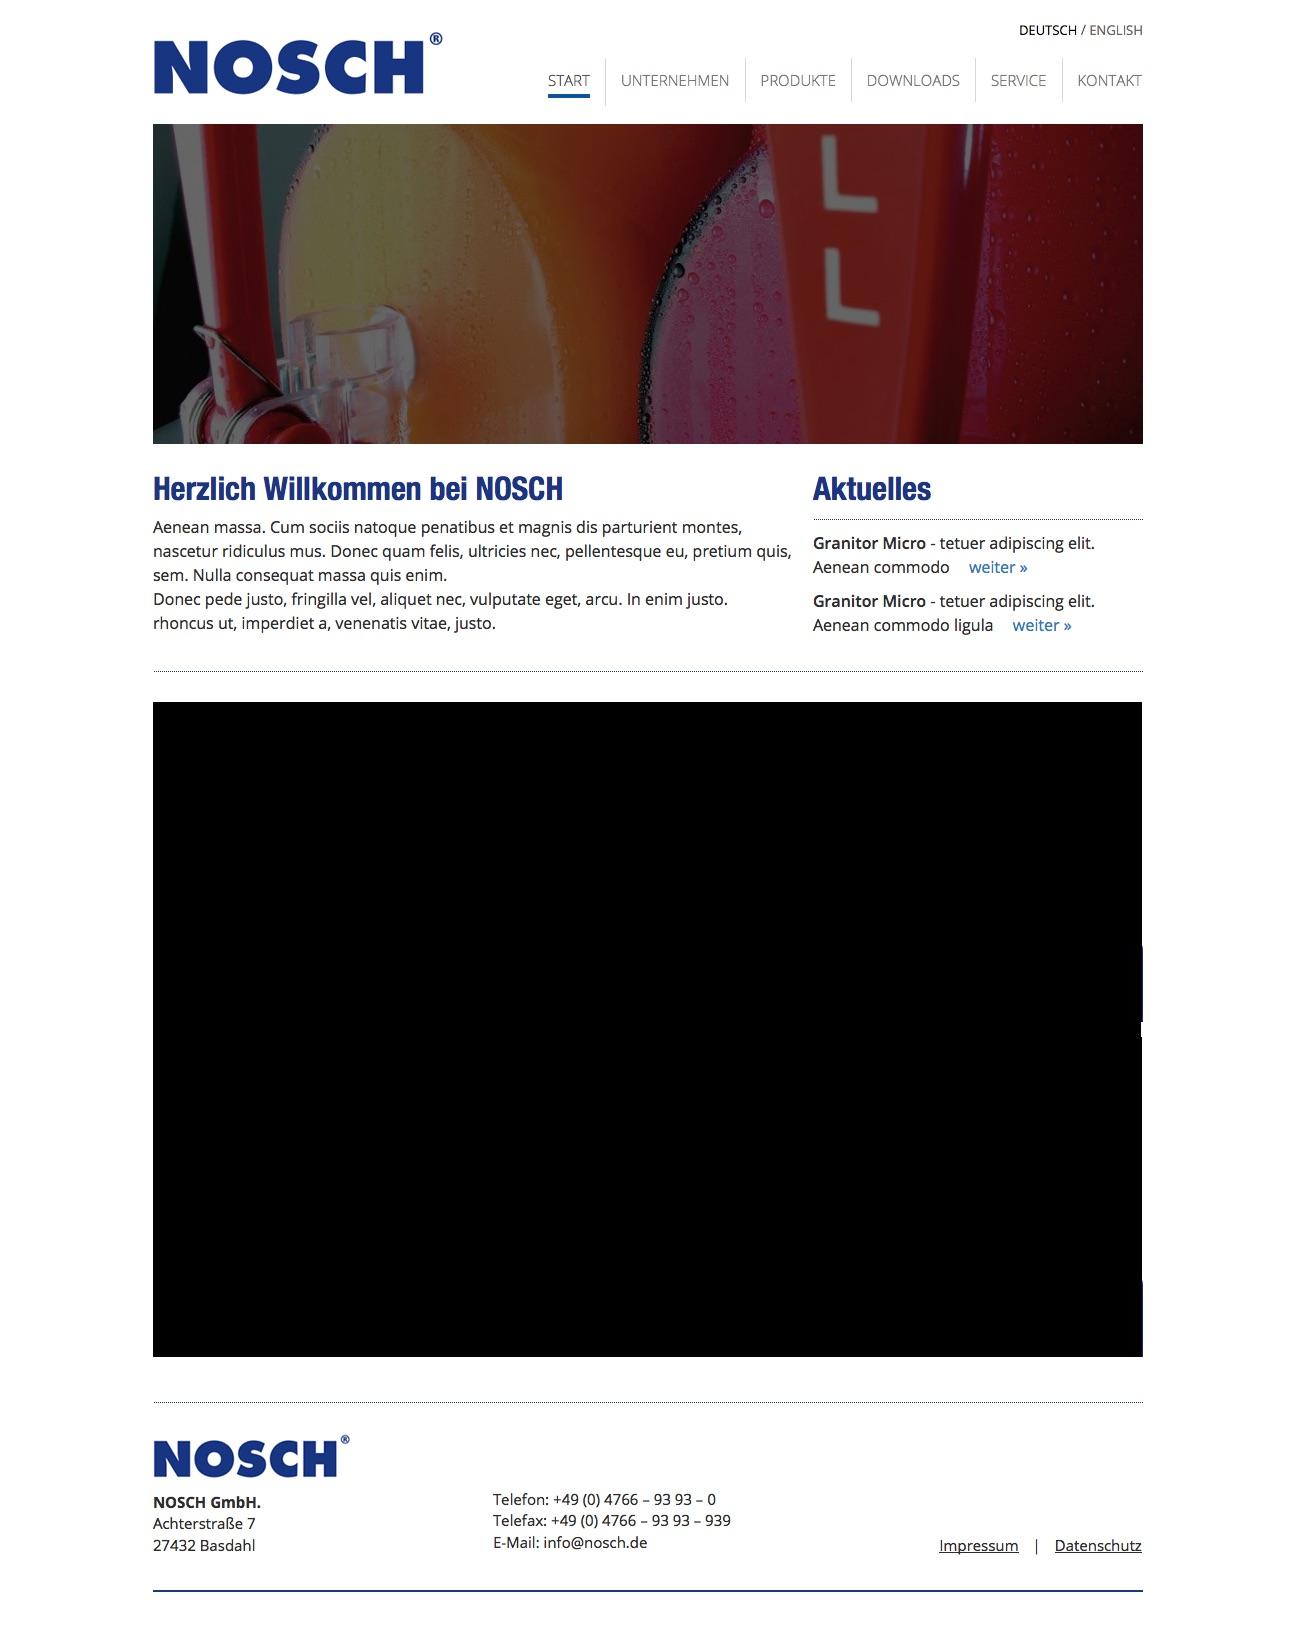 NOSCH®
DEUTSCH / ENGLISH
START
UNTERNEHMEN
PRODUKTE
DOWNLOADS
SERVICE
KONTAKT
Herzlich Willkommen bei NOSCH
Aenean massa. Cum sociis natoque penatibus et magnis dis parturient montes,
nascetur ridiculus mus. Donec quam felis, ultricies nec, pellentesque eu, pretium quis,
sem. Nulla consequat massa quis enim.
Donec pede justo, fringilla vel, aliquet nec, vulputate eget, arcu. In enim justo.
rhoncus ut, imperdiet a, venenatis vitae, justo.
Aktuelles
Granitor Micro - tetuer adipiscing elit.
Aenean commodo weiter »
Granitor Micro - tetuer adipiscing elit.
Aenean commodo ligula weiter »
NOSCH®
NOSCH GmbH.
Achterstraße 7
27432 Basdahl
Telefon: +49 (0) 4766 – 93 93 – 0
Telefax: +49 (0) 4766 – 93 93 – 939
E-Mail: info@nosch.de
Impressum | Datenschutz